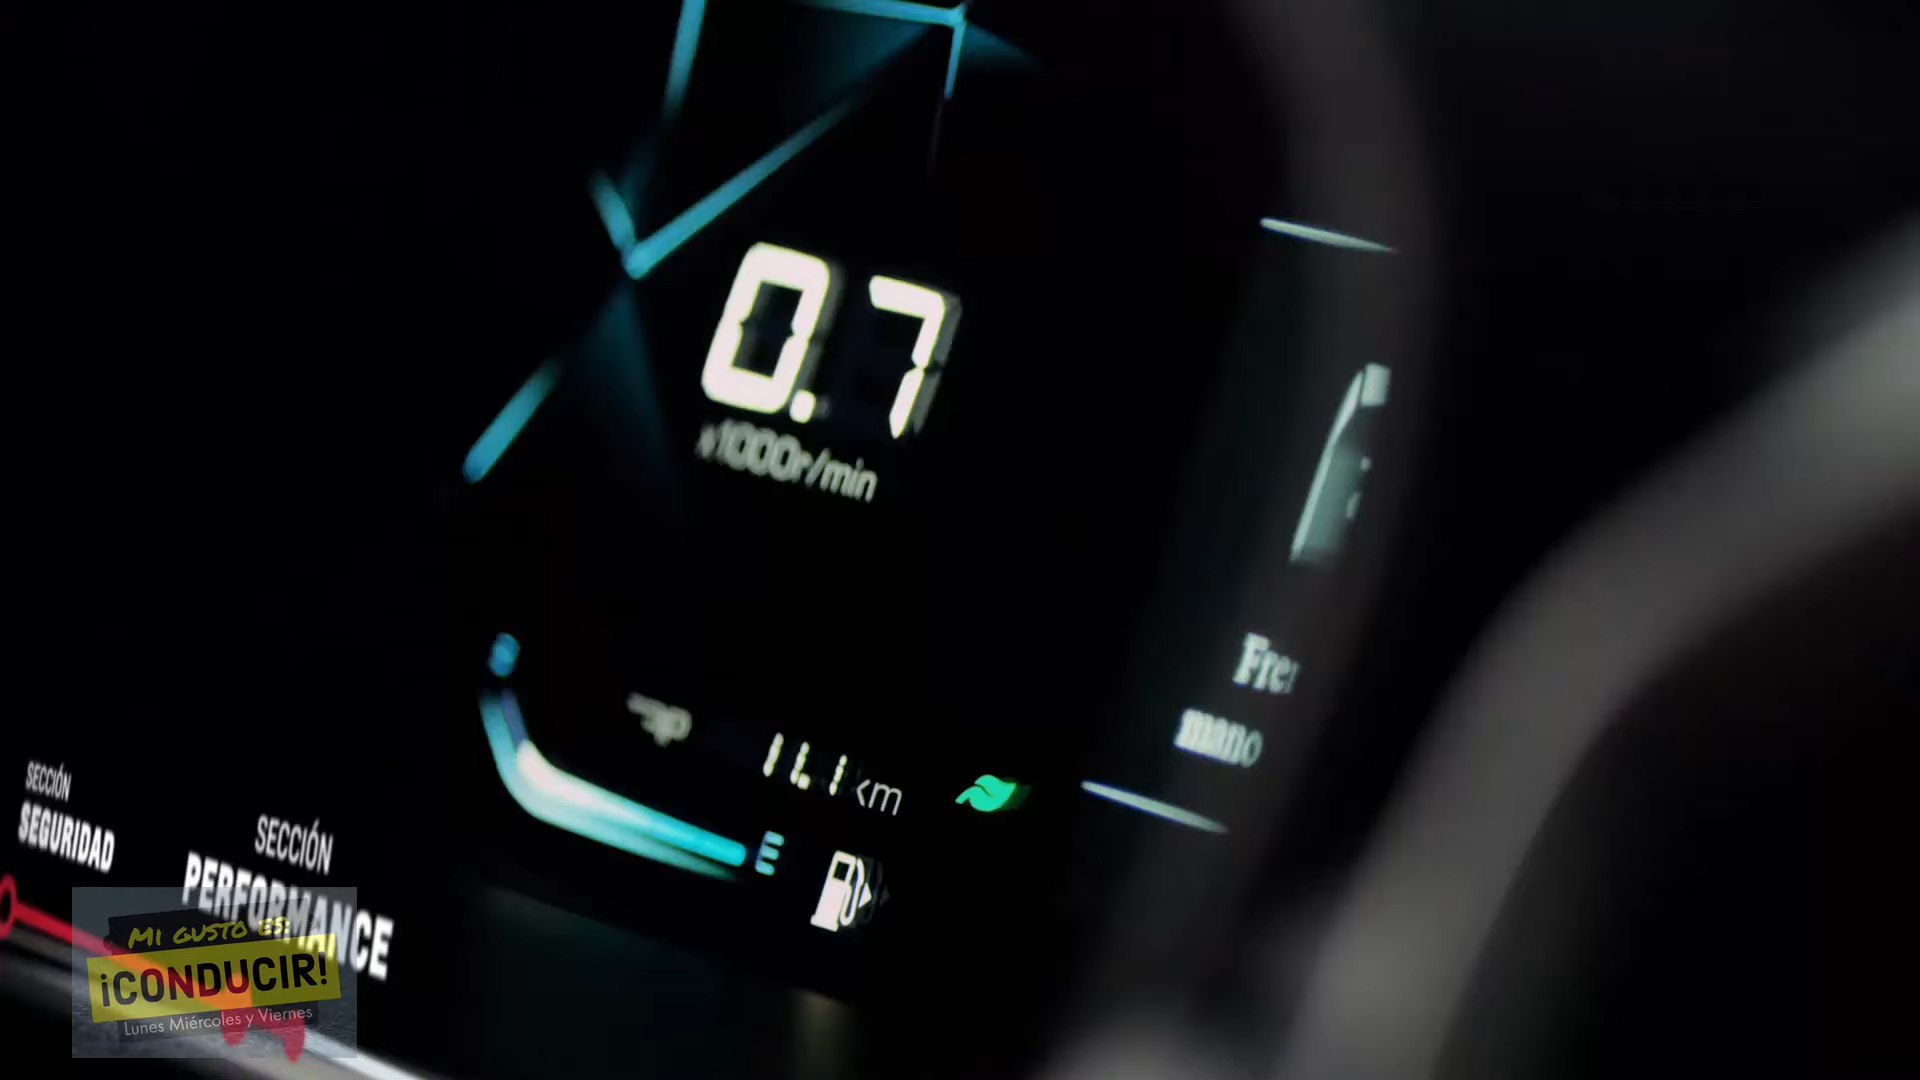 0.7
x1000r/min
Fre
mano
11.1 km
E
SECCIÓN
SEGURIDAD
SECCIÓN
PERFORMANCE
MI GUSTO ES:
¡CONDUCIR!
Lunes Miércoles y Viernes